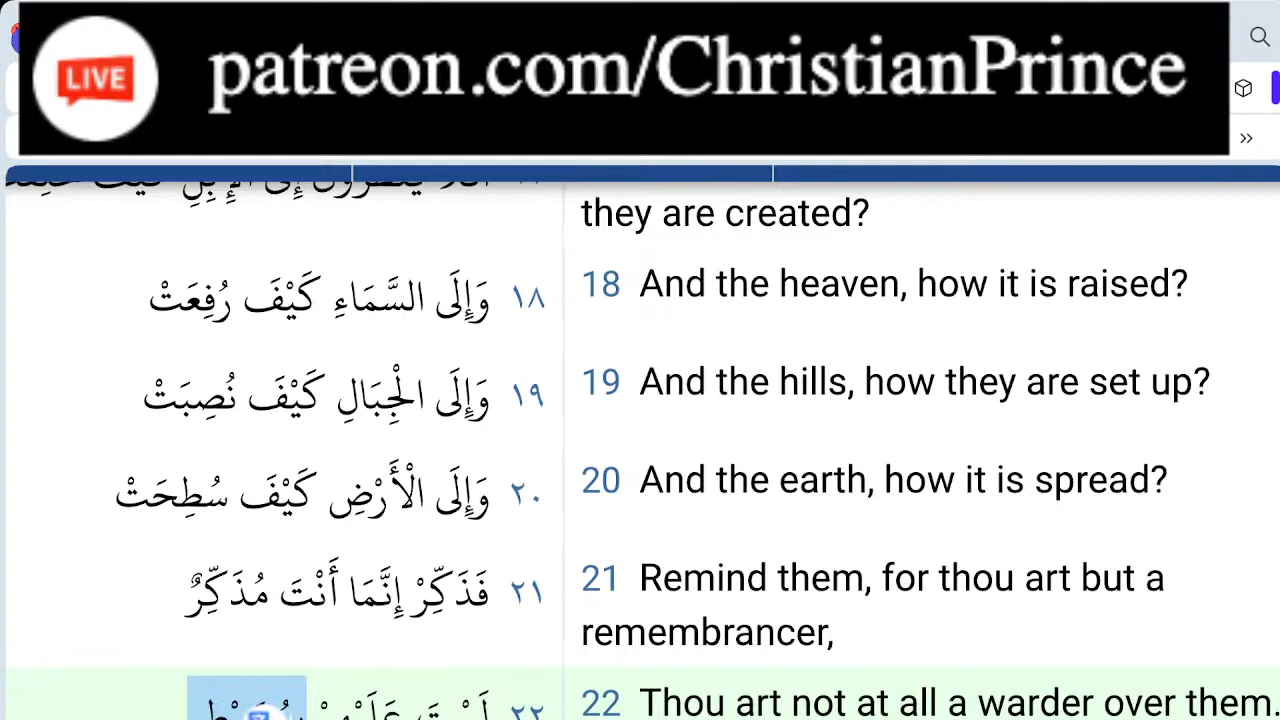 LIVE
patreon.com/ChristianPrince
they are created?
١٨ وَإِلَى السَّمَاءِ كَيْفَ رُفِعَتْ
18 And the heaven, how it is raised?
١٩ وَإِلَى الْجِبَالِ كَيْفَ نُصِبَتْ
19 And the hills, how they are set up?
٢٠ وَإِلَى الْأَرْضِ كَيْفَ سُطِحَتْ
20 And the earth, how it is spread?
٢١ فَذَكِّرْ إِنَّمَا أَنْتَ مُذَكِّرٌ
21 Remind them, for thou art but a
remembrancer,
22 Thou art not at all a warder over them.